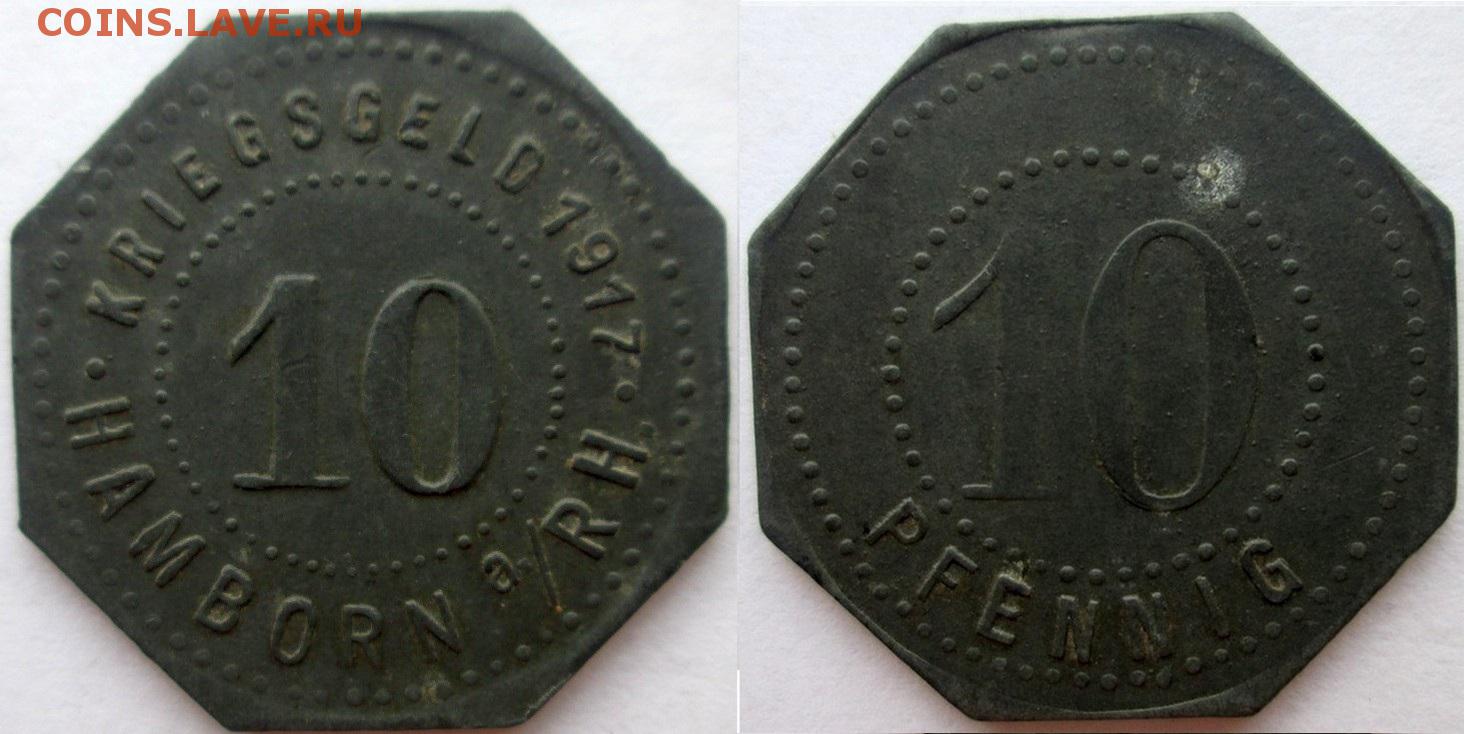 COINS.LAVE.RU
· KRIEGSGELD 1917 ·
10
HAMBORN a/RH.
10
PFENNIG